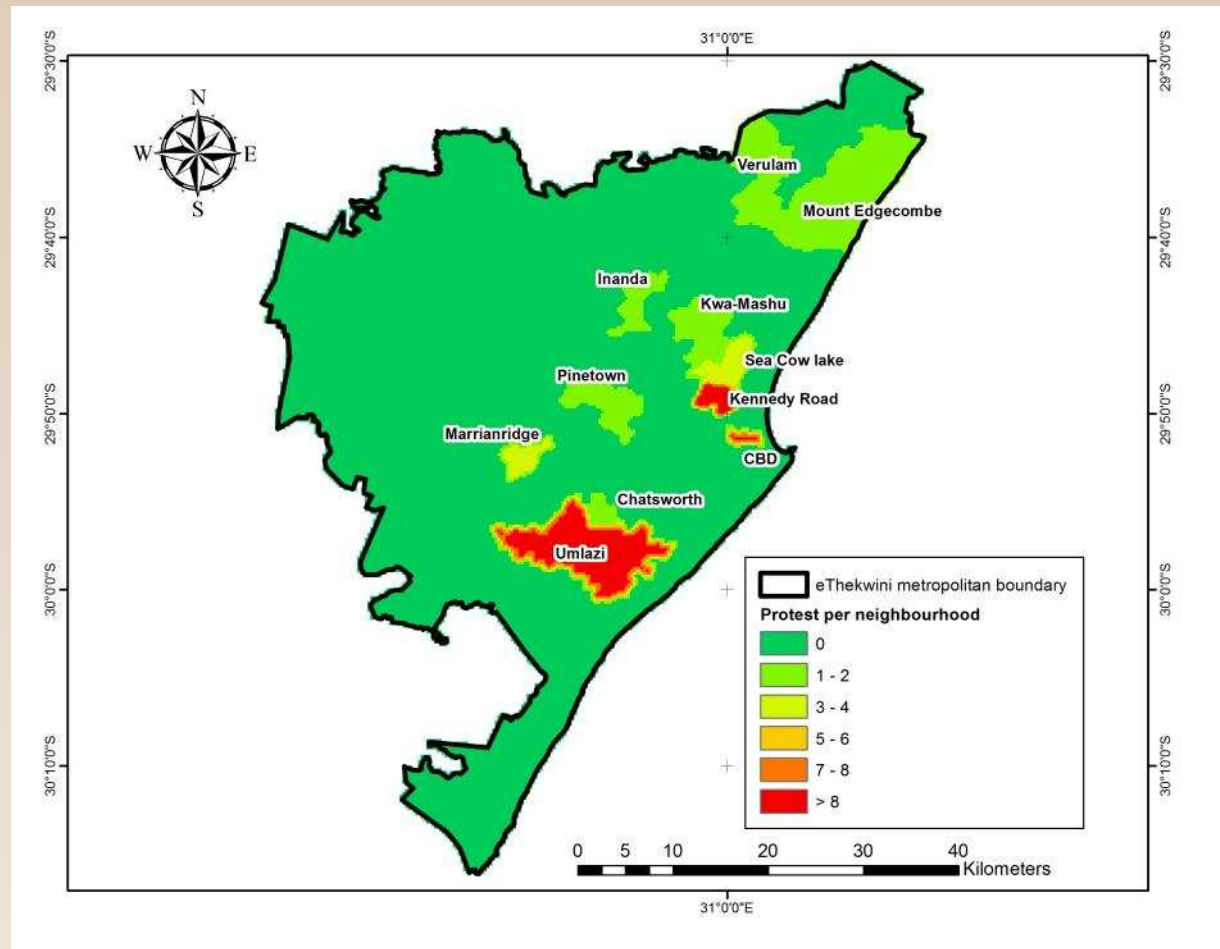 31°0'0"E
29°30'0"S
29°30'0"S
N
W
E
S
Verulam
Mount Edgecombe
29°40'0"S
29°40'0"S
Inanda
Kwa-Mashu
Sea Cow lake
Pinetown
Kennedy Road
29°50'0"S
29°50'0"S
Marrianridge
CBD
Chatsworth
Umlazi
30°0'0"S
30°0'0"S
eThekwini metropolitan boundary
Protest per neighbourhood
0
1 - 2
3 - 4
5 - 6
7 - 8
> 8
30°10'0"S
30°10'0"S
0 5 10 20 30 40
Kilometers
31°0'0"E